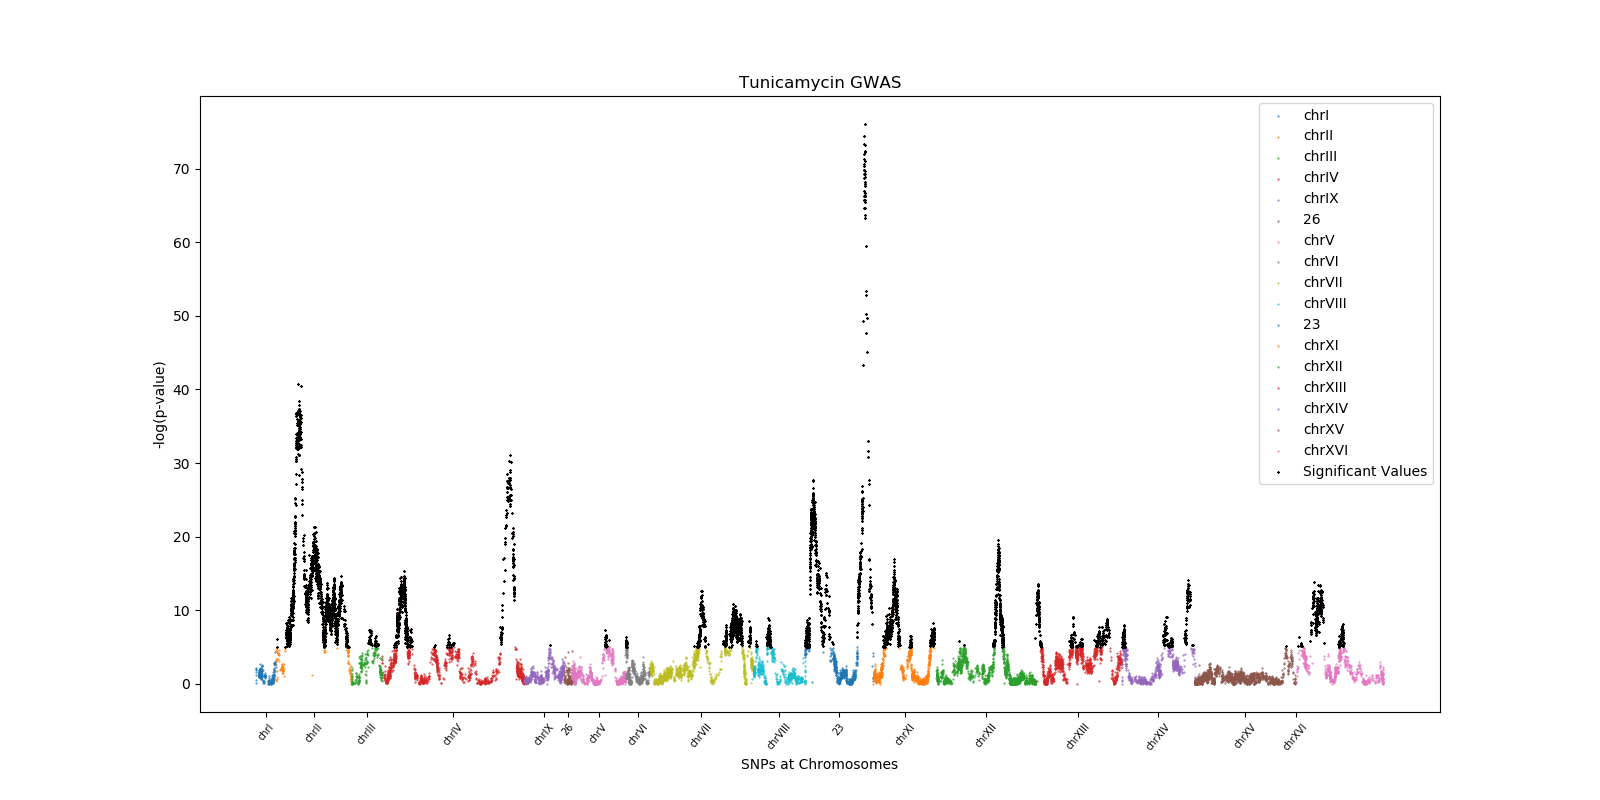 Tunicamycin GWAS
-log(p-value)
70
60
50
40
30
20
10
0
chrI
chrII
chrIII
chrIV
chrIX
26
chrV
chrVI
chrVII
chrVIII
23
chrXI
chrXII
chrXIII
chrXIV
chrXV
chrXVI
Significant Values
chrI
chrII
chrIII
chrIV
chrIX
26
chrV
chrVI
chrVII
chrVIII
23
chrXI
chrXII
chrXIII
chrXIV
chrXV
chrXVI
SNPs at Chromosomes